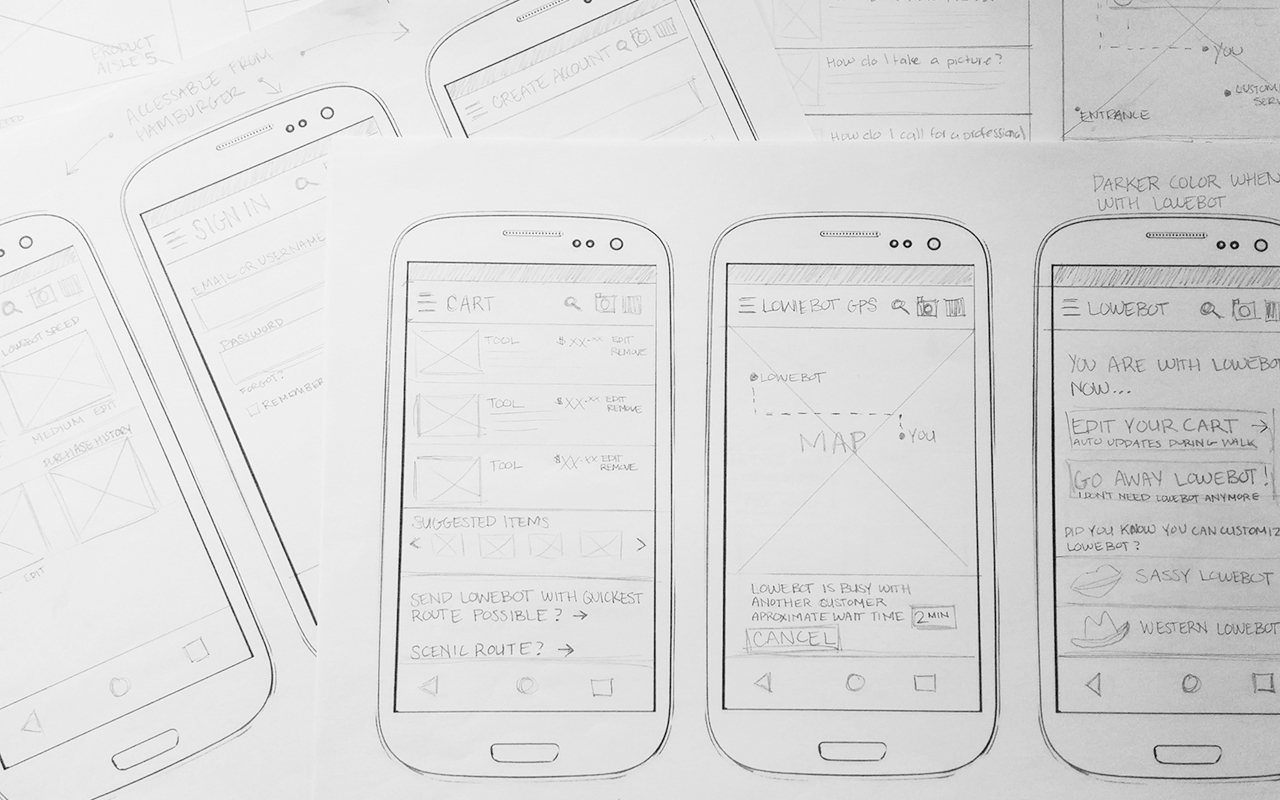 PRODUCT
AISLE 5
ACCESSABLE FROM
HAMBURGER
CREATE ACCOUNT
How do I take a picture?
How do I call for a professional
YOU
ENTRANCE
SIGN IN
EMAIL OR USERNAME
PASSWORD
FORGOT?
REMEMBER
LOWEBOT SPEED
MEDIUM EDIT
PURCHASE HISTORY
EDIT
CART
TOOL $XX.XX EDIT
REMOVE
TOOL $XX.XX EDIT
REMOVE
TOOL $XX.XX EDIT
REMOVE
SUGGESTED ITEMS
< >
SEND LOWEBOT WITH QUICKEST
ROUTE POSSIBLE? →
SCENIC ROUTE? →
LOWEBOT GPS
LOWEBOT
MAP
YOU
LOWEBOT IS BUSY WITH
ANOTHER CUSTOMER
APROXIMATE WAIT TIME 2 MIN
CANCEL
DARKER COLOR WHEN
WITH LOWEBOT
LOWEBOT
YOU ARE WITH LOWEBOT
NOW...
EDIT YOUR CART →
AUTO UPDATES DURING WALK
GO AWAY LOWEBOT!
I DON'T NEED LOWEBOT ANYMORE
DID YOU KNOW YOU CAN CUSTOMIZ
LOWEBOT?
SASSY LOWEBOT
WESTERN LOWEBOT